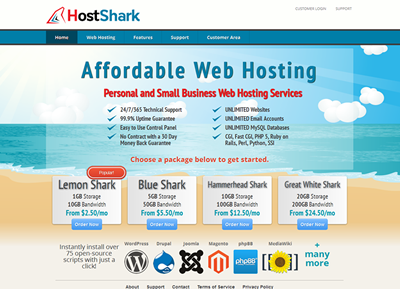 HostShark
CUSTOMER LOGIN SUPPORT
Home Web Hosting Features Support Customer Area
Affordable Web Hosting
Personal and Small Business Web Hosting Services
24/7/365 Technical Support
99.9% Uptime Guarantee
Easy to Use Control Panel
No Contract with a 30 Day
Money Back Guarantee
UNLIMITED Websites
UNLIMITED Email Accounts
UNLIMITED MySQL Databases
CGI, Fast CGI, PHP 5, Ruby on
Rails, Perl, Python, SSI
Choose a package below to get started.
Lemon Shark
1GB Storage
10GB Bandwidth
From $2.50/mo
Order Now
Blue Shark
5GB Storage
50GB Bandwidth
From $5.50/mo
Order Now
Hammerhead Shark
10GB Storage
100GB Bandwidth
From $12.50/mo
Order Now
Great White Shark
20GB Storage
200GB Bandwidth
From $24.50/mo
Order Now
Instantly install over
75 open-source
scripts with just a
click!
WordPress Drupal Joomla Magento phpBB MediaWiki
phpBB
+
many
more
About Support Contact Terms of Service Privacy Policy